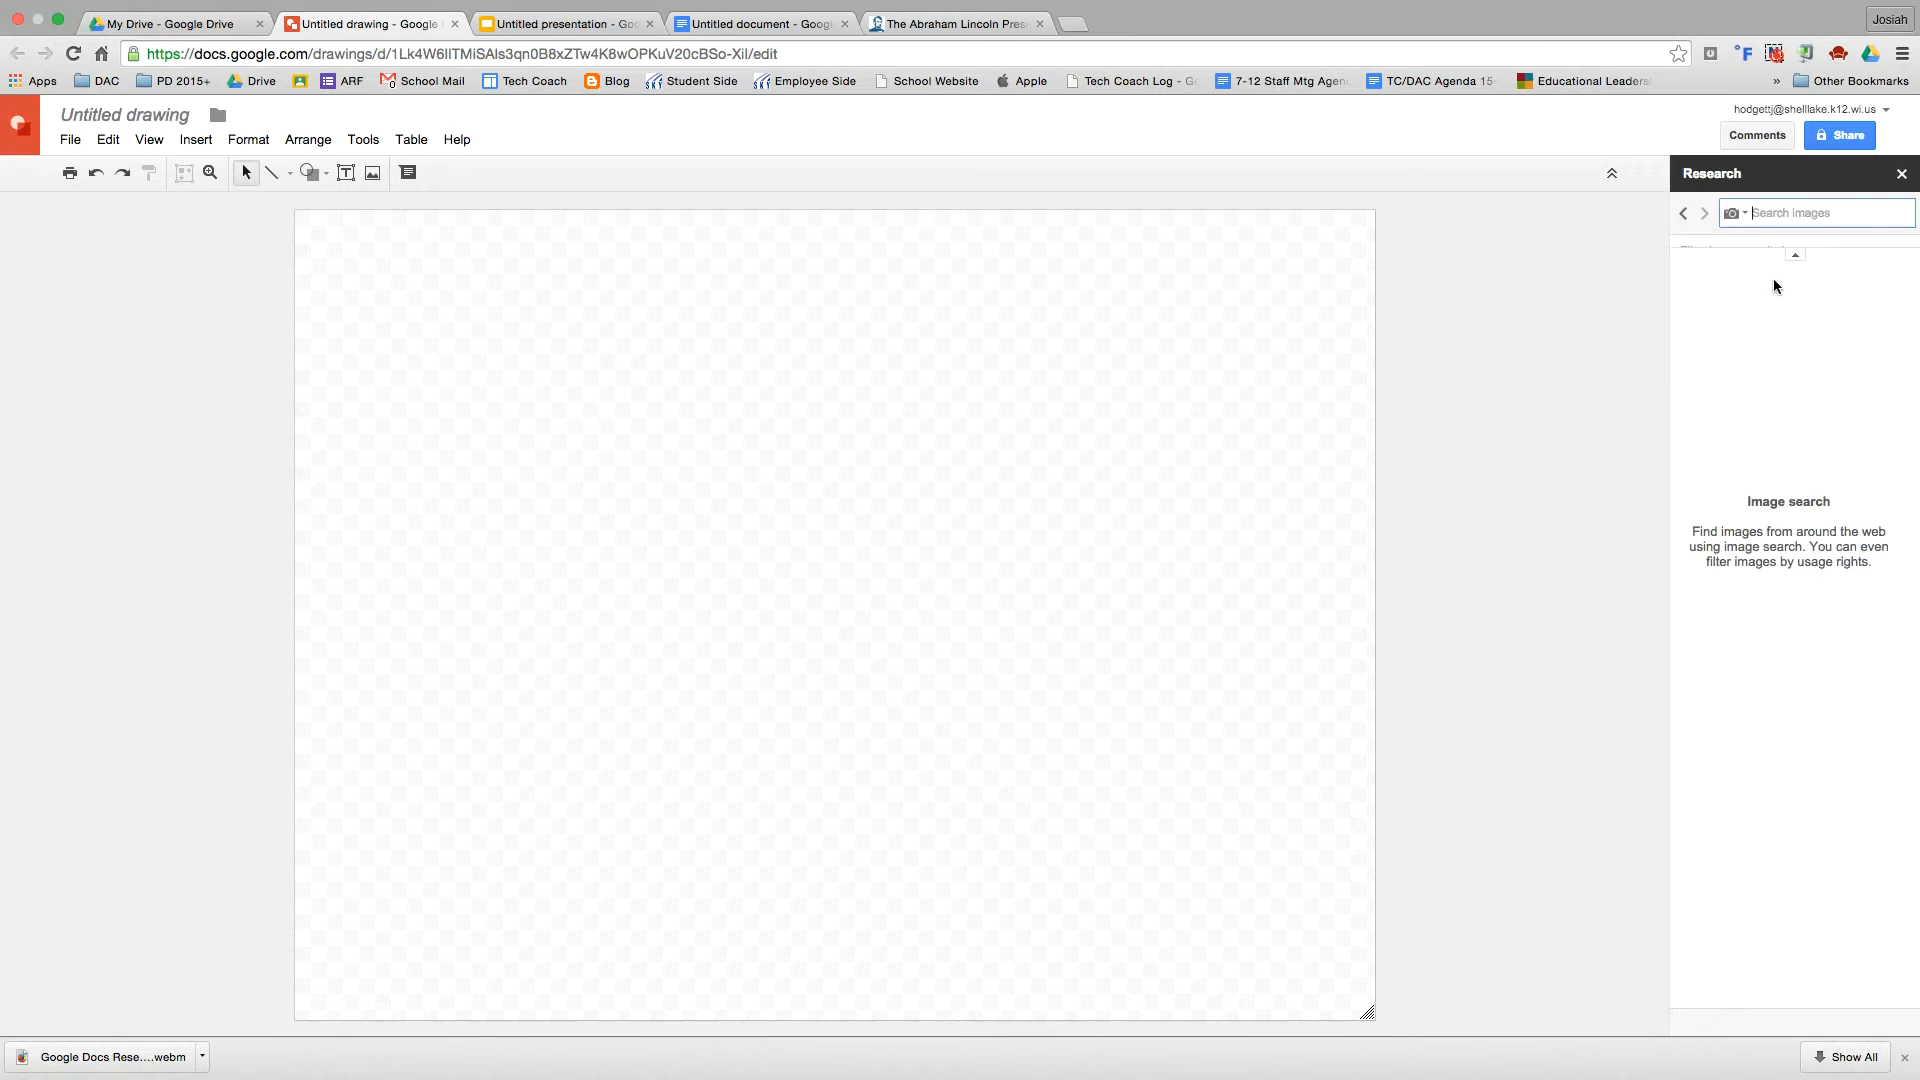 My Drive - Google Drive
Untitled drawing - Google
Untitled presentation - Goo
Untitled document - Googl
The Abraham Lincoln Presi
Josiah
https://docs.google.com/drawings/d/1Lk4W6lITMiSAls3qn0B8xZTw4K8wOPKuV20cBSo-XiI/edit
Apps
DAC
PD 2015+
Drive
ARF
School Mail
Tech Coach
Blog
Student Side
Employee Side
School Website
Apple
Tech Coach Log - Go
7-12 Staff Mtg Agen
TC/DAC Agenda 15-
Educational Leaders
»
Other Bookmarks
Untitled drawing
hodgettj@shelllake.k12.wi.us
File Edit View Insert Format Arrange Tools Table Help
Comments
Share
Research
Search images
Image search
Find images from around the web
using image search. You can even
filter images by usage rights.
Google Docs Rese....webm
Show All